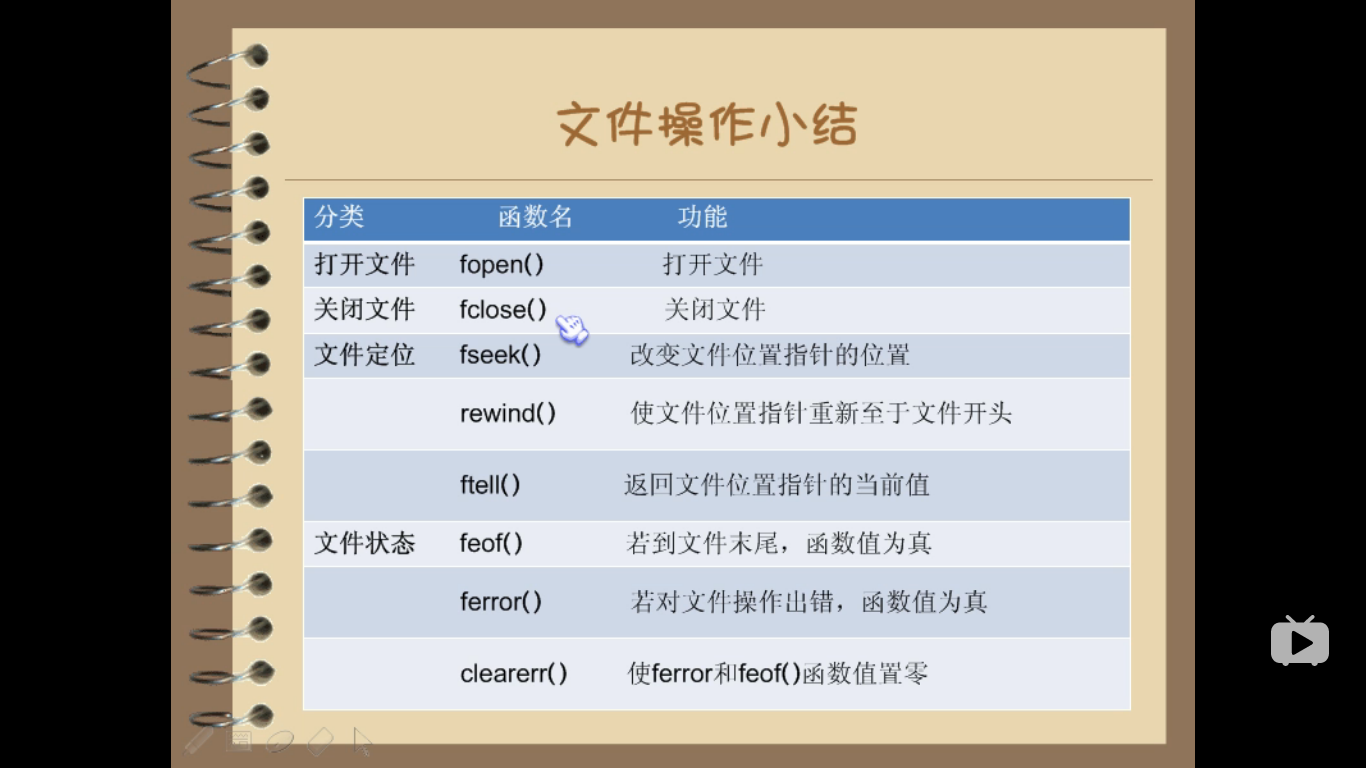 文件操作小结
分类 函数名 功能
打开文件 fopen() 打开文件
关闭文件 fclose() 关闭文件
文件定位 fseek() 改变文件位置指针的位置
rewind() 使文件位置指针重新至于文件开头
ftell() 返回文件位置指针的当前值
文件状态 feof() 若到文件末尾，函数值为真
ferror() 若对文件操作出错，函数值为真
clearerr() 使ferror和feof()函数值置零